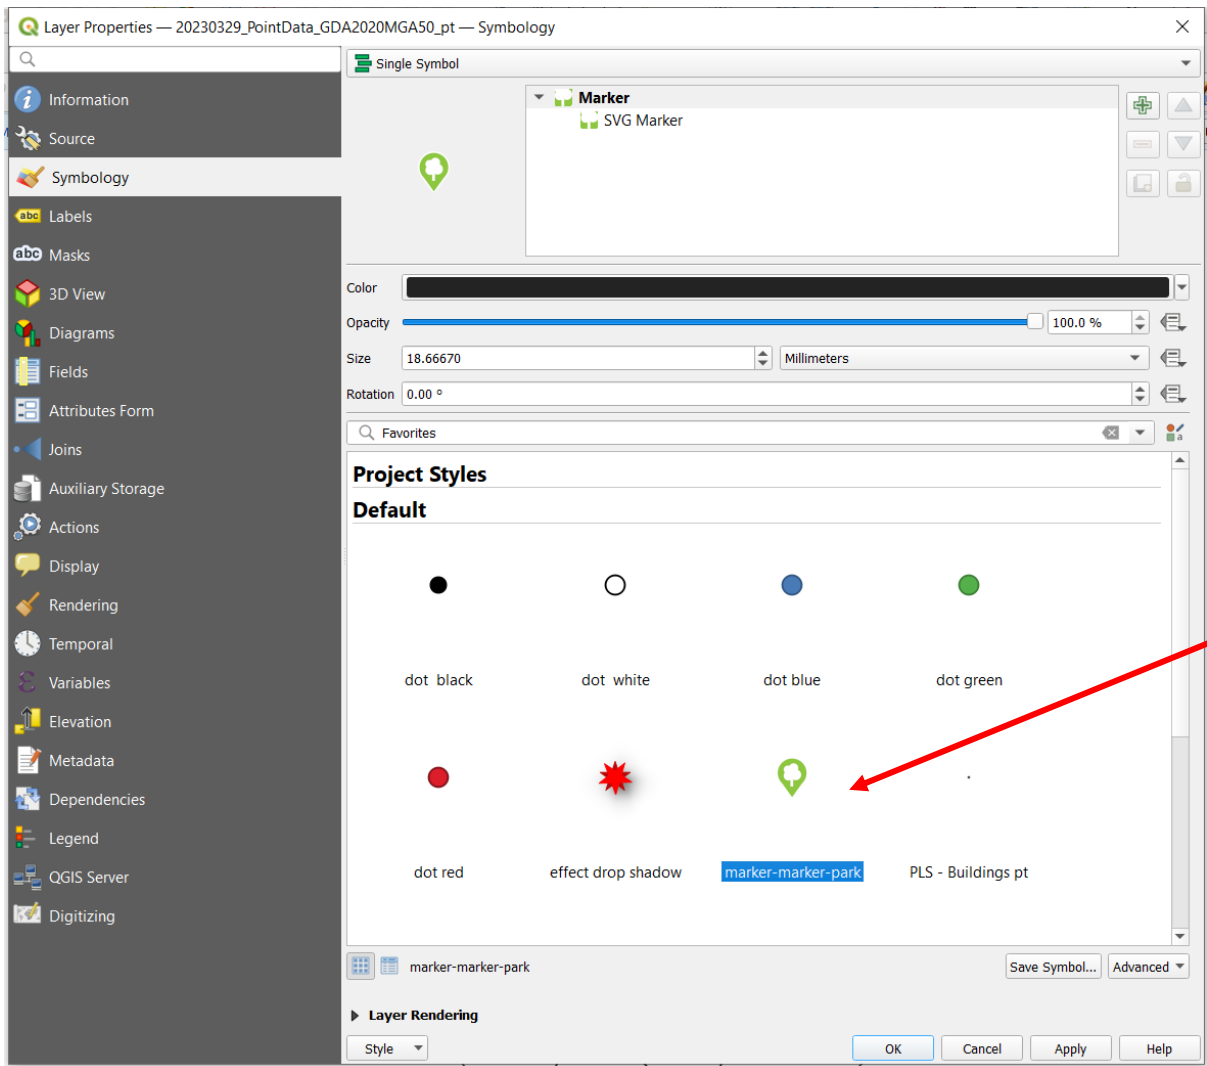 Layer Properties — 20230329_PointData_GDA2020MGA50_pt — Symbology
Single Symbol
Information
Source
Symbology
Labels
Masks
3D View
Diagrams
Fields
Attributes Form
Joins
Auxiliary Storage
Actions
Display
Rendering
Temporal
Variables
Elevation
Metadata
Dependencies
Legend
QGIS Server
Digitizing
Marker
SVG Marker
Color
Opacity 100.0 %
Size 18.66670 Millimeters
Rotation 0.00 °
Favorites
Project Styles
Default
dot black dot white dot blue dot green
dot red effect drop shadow marker-marker-park PLS - Buildings pt
marker-marker-park Save Symbol... Advanced
Layer Rendering
Style OK Cancel Apply Help